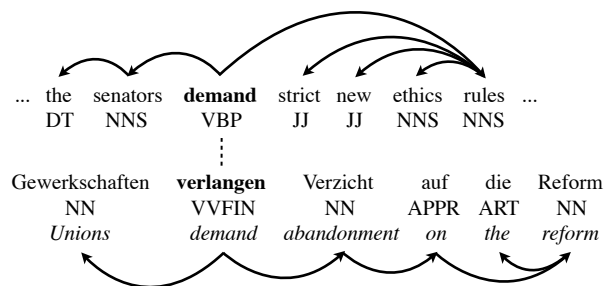 ... the senators demand strict new ethics rules ...
DT NNS VBP JJ JJ NNS NNS
Gewerkschaften verlangen Verzicht auf die Reform
NN VVFIN NN APPR ART NN
Unions demand abandonment on the reform